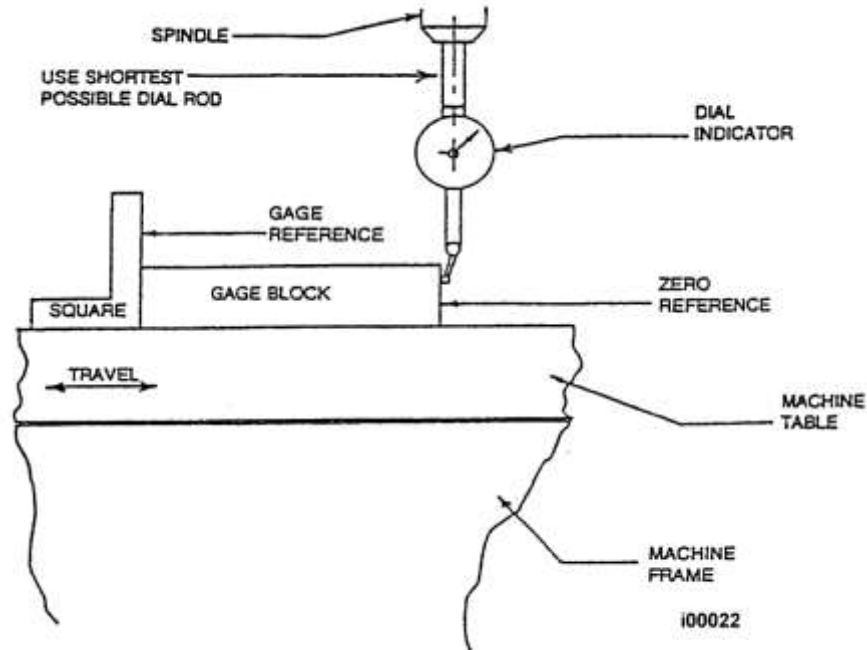 SPINDLE
USE SHORTEST
POSSIBLE DIAL ROD
DIAL
INDICATOR
GAGE
REFERENCE
GAGE BLOCK
ZERO
REFERENCE
SQUARE
TRAVEL
MACHINE
TABLE
MACHINE
FRAME
i00022